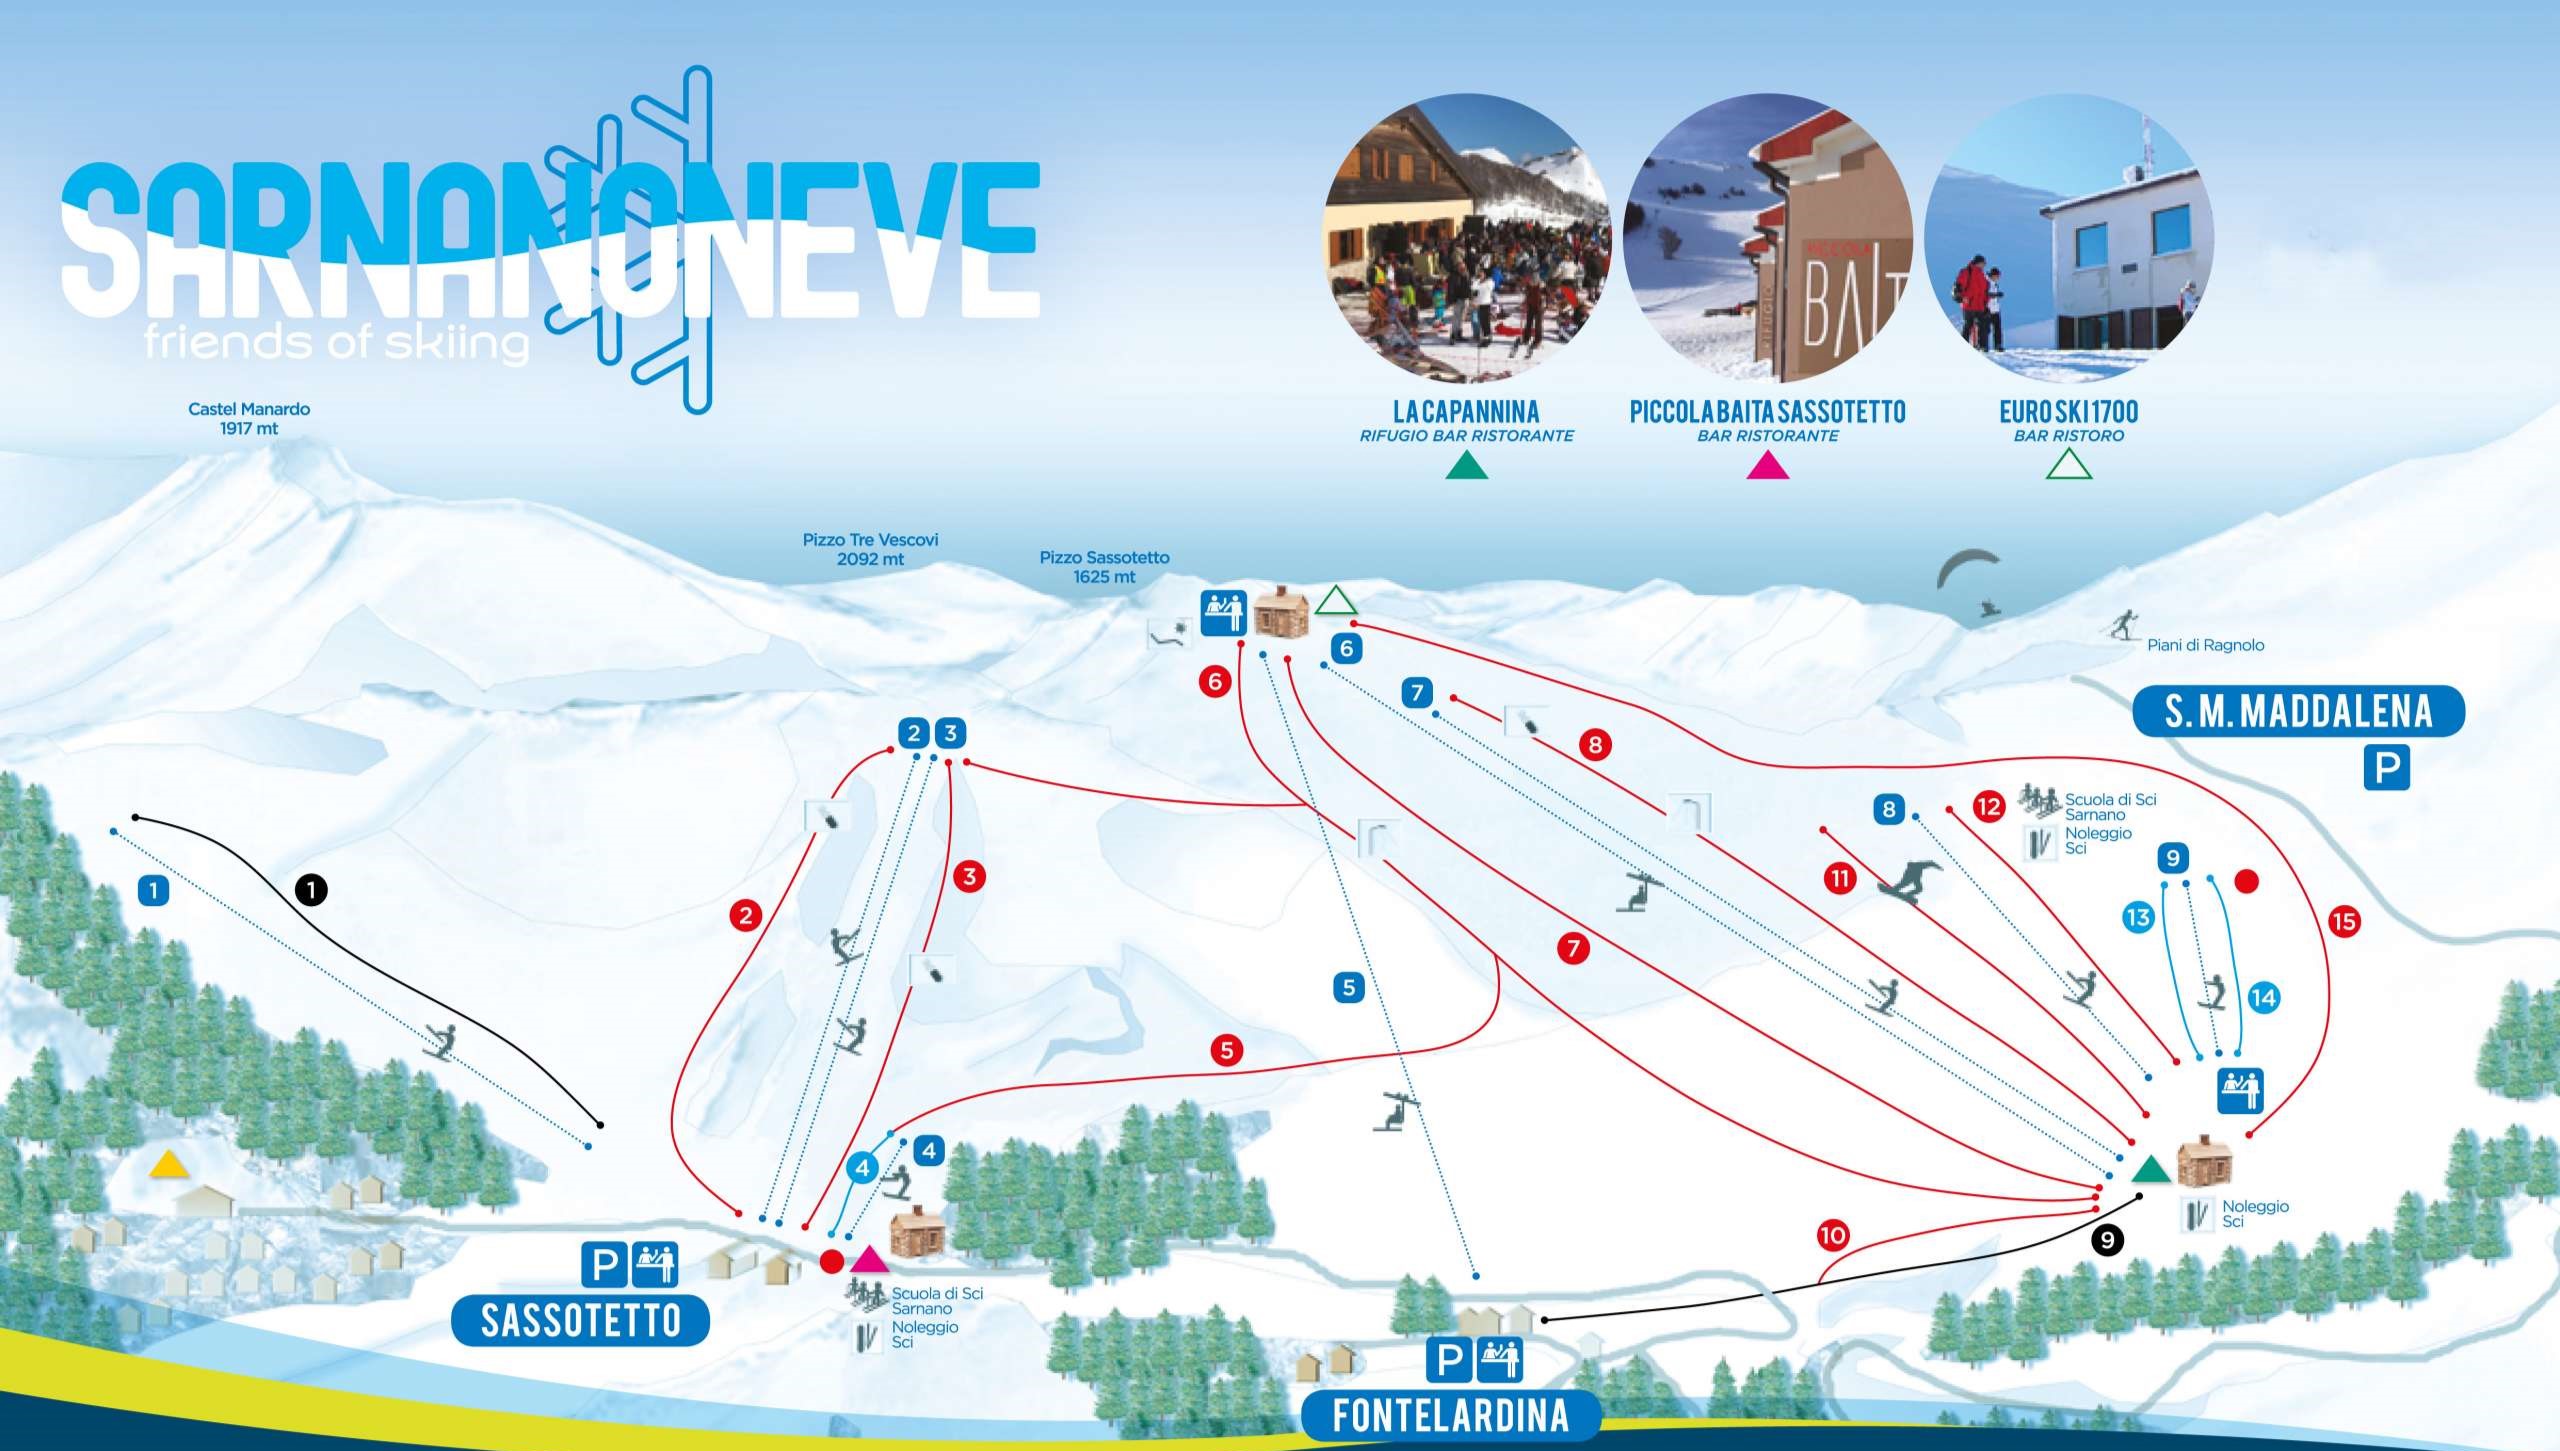 SARNANONEVE
friends of skiing
LA CAPANNINA
RIFUGIO BAR RISTORANTE
PICCOLA BAITA SASSOTETTO
BAR RISTORANTE
EURO SKI 1700
BAR RISTORO
PICCOLA
BAIT
RIFUGIO
Castel Manardo
1917 mt
Pizzo Tre Vescovi
2092 mt
Pizzo Sassotetto
1625 mt
Piani di Ragnolo
S. M. MADDALENA
P
6
6
7
8
2 3
12
8
Scuola di Sci
Sarnano
Noleggio
Sci
9
1
1
3
11
2
13
15
7
5
14
5
4
4
Noleggio
Sci
10
9
P
SASSOTETTO
Scuola di Sci
Sarnano
Noleggio
Sci
P
FONTELARDINA